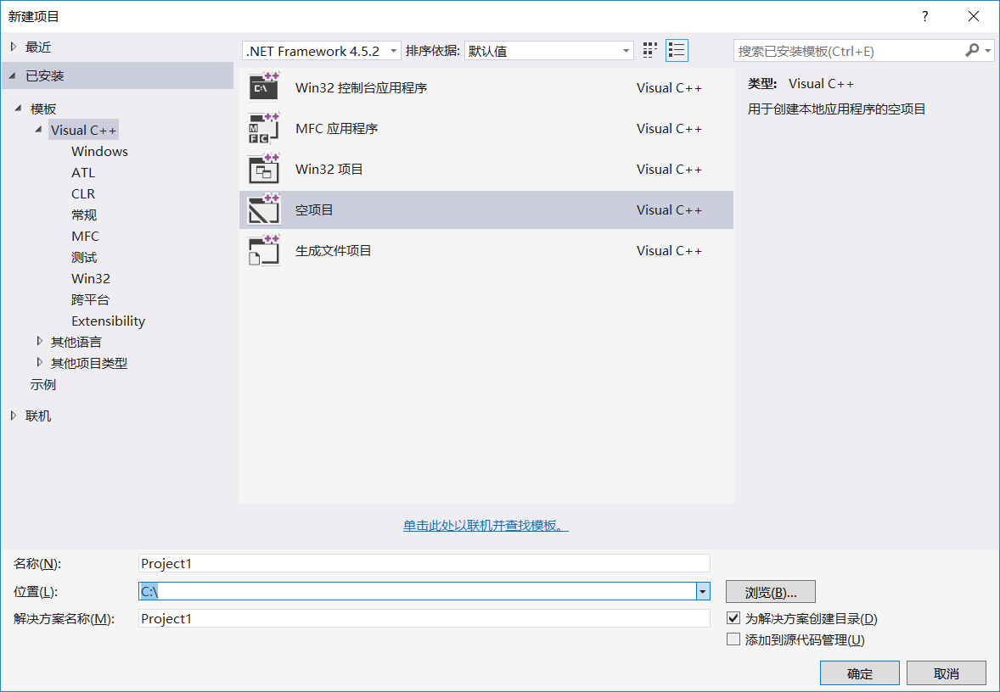 新建项目
?
最近
已安装
模板
Visual C++
Windows
ATL
CLR
常规
MFC
测试
Win32
跨平台
Extensibility
其他语言
其他项目类型
示例
联机
.NET Framework 4.5.2 排序依据: 默认值
Win32 控制台应用程序 Visual C++
MFC 应用程序 Visual C++
Win32 项目 Visual C++
空项目 Visual C++
生成文件项目 Visual C++
单击此处以联机并查找模板。
搜索已安装模板(Ctrl+E)
类型: Visual C++
用于创建本地应用程序的空项目
名称(N): Project1
位置(L): C:\ 浏览(B)...
解决方案名称(M): Project1
为解决方案创建目录(D)
添加到源代码管理(U)
确定 取消